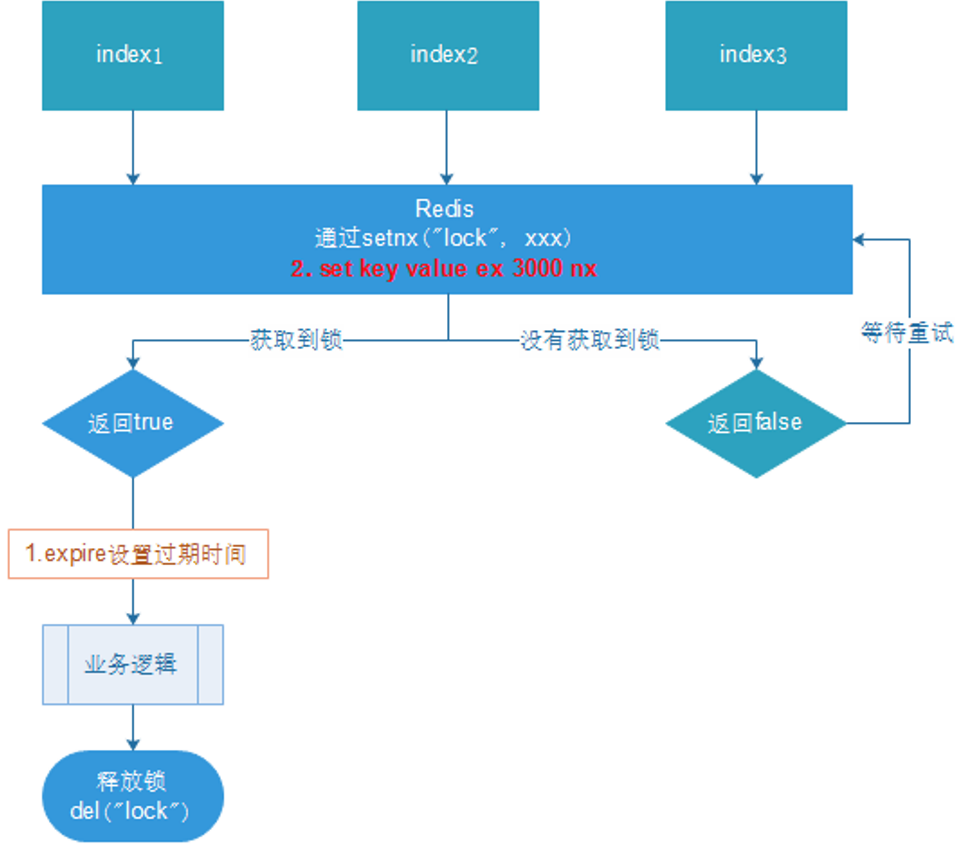 index1
index2
index3
Redis
通过setnx("lock", xxx)
2. set key value ex 3000 nx
获取到锁
没有获取到锁
等待重试
返回true
返回false
1.expire设置过期时间
业务逻辑
释放锁
del("lock")